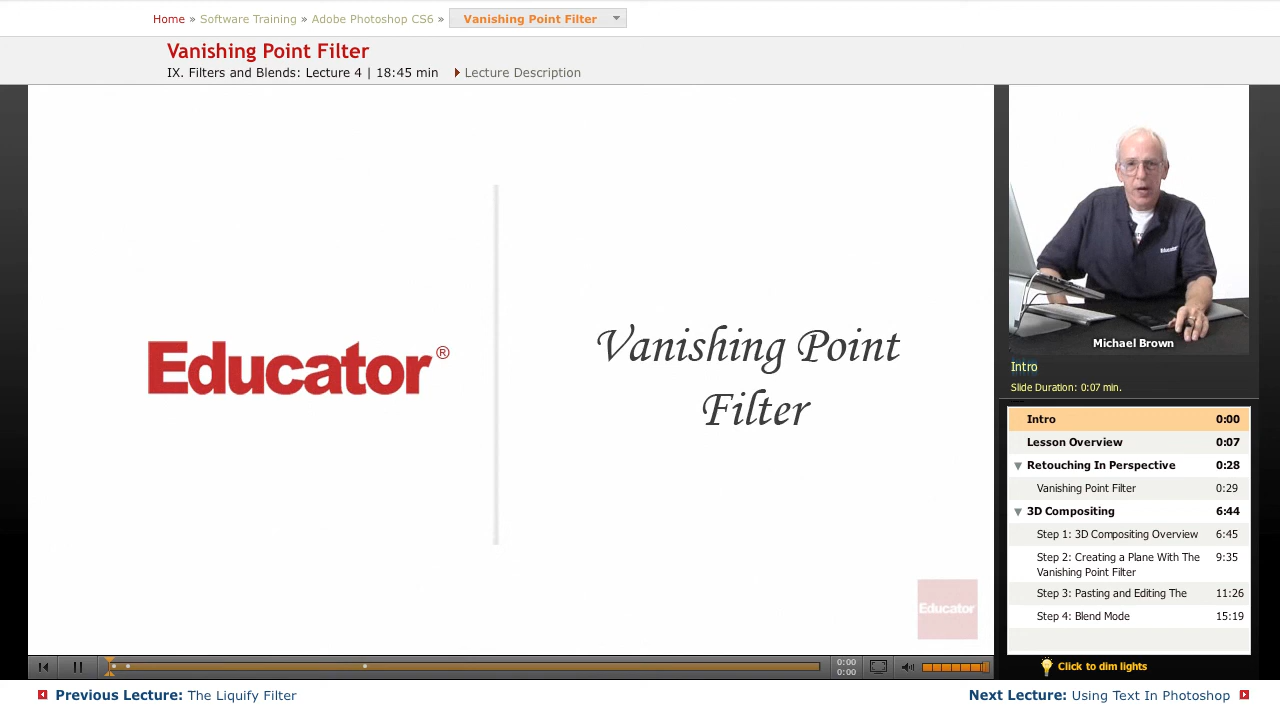 Home » Software Training » Adobe Photoshop CS6 » Vanishing Point Filter
Vanishing Point Filter
IX. Filters and Blends: Lecture 4 | 18:45 min Lecture Description
Educator®
Vanishing Point
Filter
Educator
Educator
Michael Brown
Intro
Slide Duration: 0:07 min.
Intro 0:00
Lesson Overview 0:07
Retouching In Perspective 0:28
Vanishing Point Filter 0:29
3D Compositing 6:44
Step 1: 3D Compositing Overview 6:45
Step 2: Creating a Plane With The 9:35
Vanishing Point Filter
Step 3: Pasting and Editing The 11:26
Step 4: Blend Mode 15:19
0:00
0:00
Click to dim lights
Previous Lecture: The Liquify Filter
Next Lecture: Using Text In Photoshop